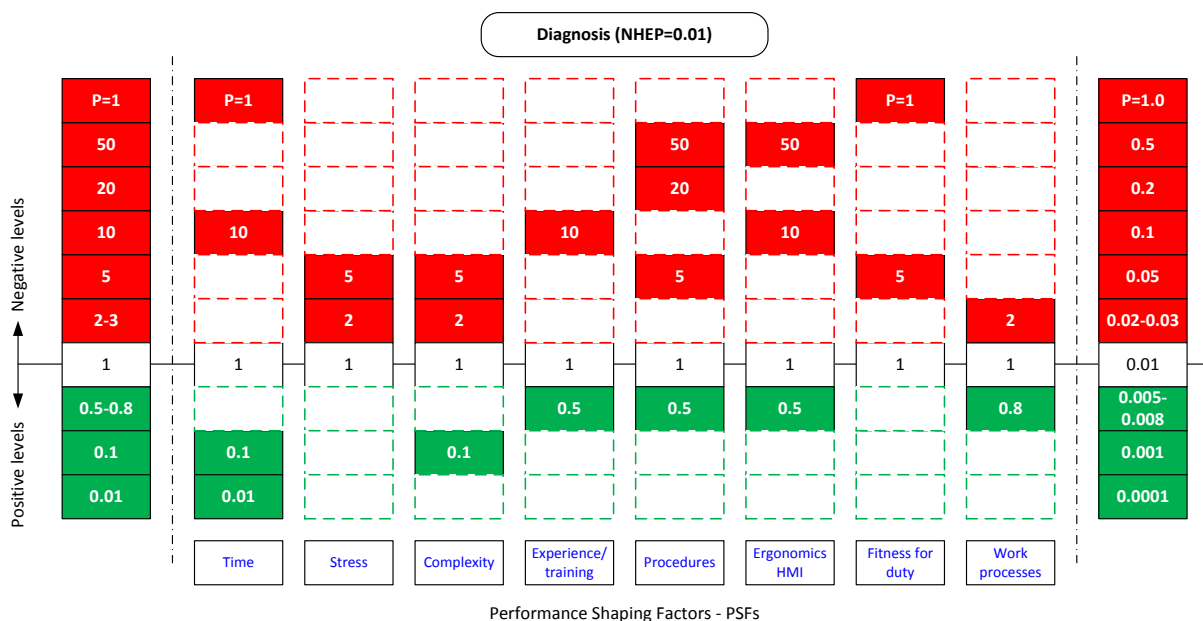 Diagnosis (NHEP=0.01)
P=1 P=1 P=1 P=1.0
50 50 50 0.5
20 20 0.2
10 10 10 10 0.1
5 5 5 5 5 0.05
2-3 2 2 2 0.02-0.03
1 1 1 1 1 1 1 1 1 0.01
0.5-0.8 0.5 0.5 0.5 0.8 0.005-
0.008
0.1 0.1 0.1 0.001
0.01 0.01 0.0001
Negative levels
Positive levels
Time
Stress
Complexity
Experience/
training
Procedures
Ergonomics
HMI
Fitness for
duty
Work
processes
Performance Shaping Factors - PSFs